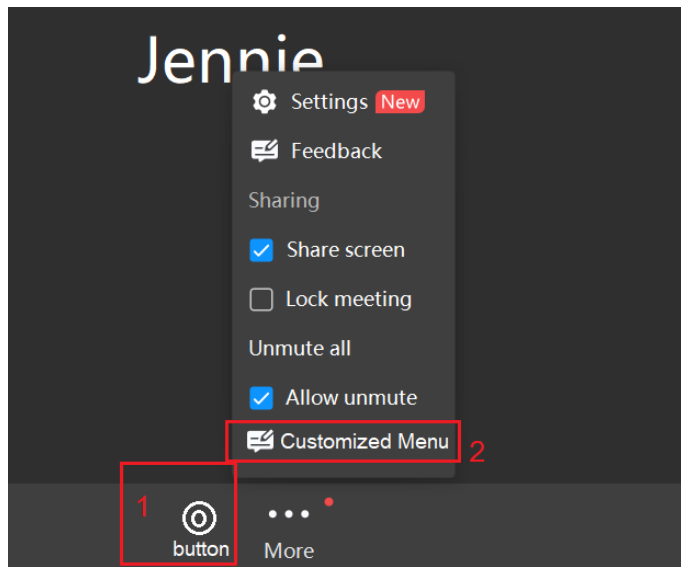 Jennie
Settings New
Feedback
Sharing
Share screen
Lock meeting
Unmute all
Allow unmute
Customized Menu 2
1
button More